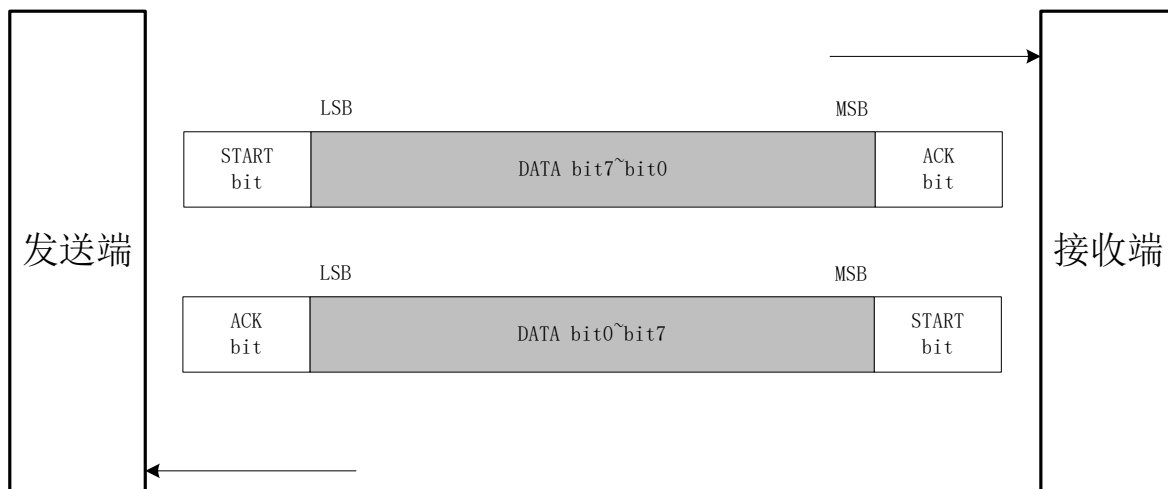 LSB
MSB
START
bit
DATA bit7~bit0
ACK
bit
发送端
接收端
LSB
MSB
ACK
bit
DATA bit0~bit7
START
bit